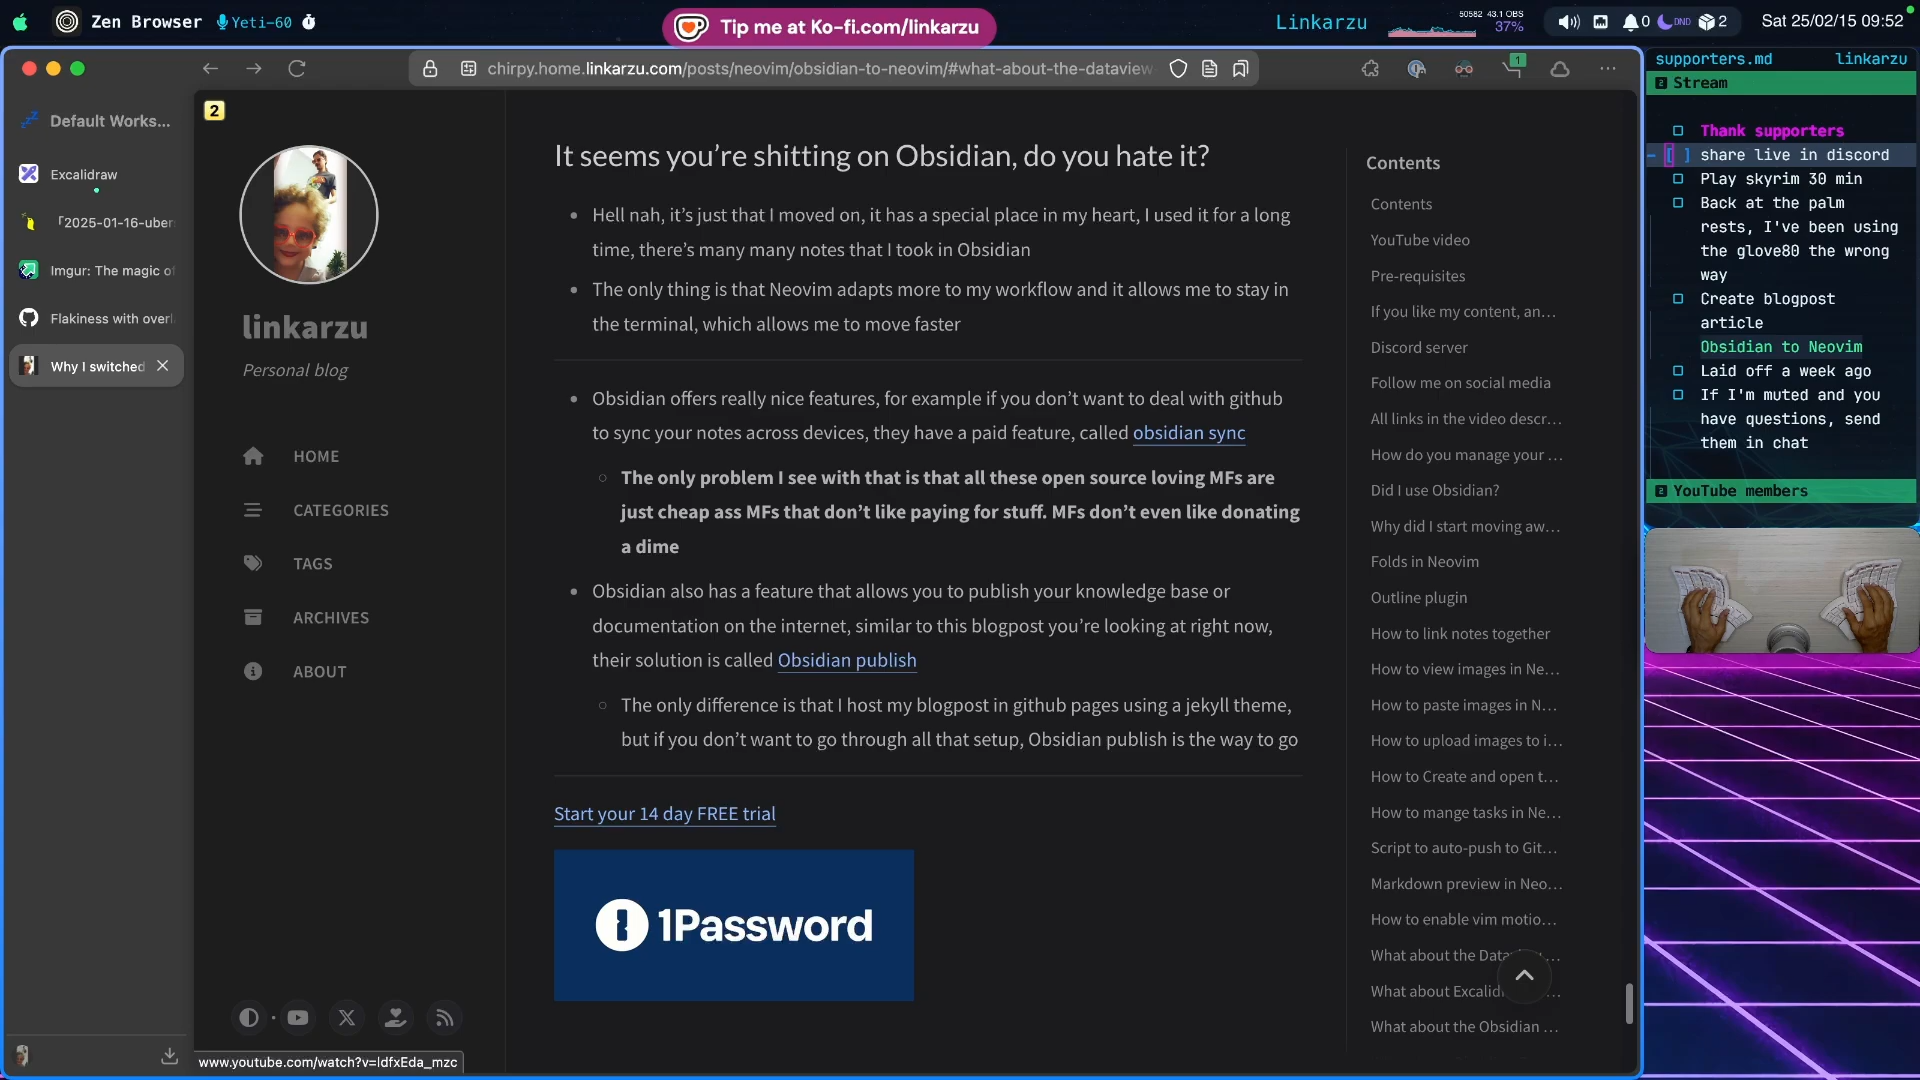 Zen Browser
Yeti-60
Tip me at Ko-fi.com/linkarzu
Linkarzu
50582 43.1 OBS
37%
0
DND
2
Sat 25/02/15 09:52
chirpy.home.linkarzu.com/posts/neovim/obsidian-to-neovim/#what-about-the-dataview
1
Default Works...
Excalidraw
「2025-01-16-uber
Imgur: The magic of
Flakiness with over
Why I switched
2
linkarzu
Personal blog
HOME
CATEGORIES
TAGS
ARCHIVES
ABOUT
www.youtube.com/watch?v=ldfxEda_mzc
It seems you’re shitting on Obsidian, do you hate it?
Hell nah, it’s just that I moved on, it has a special place in my heart, I used it for a long
time, there’s many many notes that I took in Obsidian
The only thing is that Neovim adapts more to my workflow and it allows me to stay in
the terminal, which allows me to move faster
Obsidian offers really nice features, for example if you don’t want to deal with github
to sync your notes across devices, they have a paid feature, called obsidian sync
The only problem I see with that is that all these open source loving MFs are
just cheap ass MFs that don’t like paying for stuff. MFs don’t even like donating
a dime
Obsidian also has a feature that allows you to publish your knowledge base or
documentation on the internet, similar to this blogpost you’re looking at right now,
their solution is called Obsidian publish
The only difference is that I host my blogpost in github pages using a jekyll theme,
but if you don’t want to go through all that setup, Obsidian publish is the way to go
Start your 14 day FREE trial
1Password
Contents
Contents
YouTube video
Pre-requisites
If you like my content, an...
Discord server
Follow me on social media
All links in the video descr...
How do you manage your ...
Did I use Obsidian?
Why did I start moving aw...
Folds in Neovim
Outline plugin
How to link notes together
How to view images in Ne...
How to paste images in N...
How to upload images to i...
How to Create and open t...
How to mange tasks in Ne...
Script to auto-push to Git...
Markdown preview in Neo...
How to enable vim motio...
What about the Data
What about Excalid
What about the Obsidian ...
supporters.md linkarzu
2 Stream
Thank supporters
[ ] share live in discord
Play skyrim 30 min
Back at the palm
rests, I've been using
the glove80 the wrong
way
Create blogpost
article
Obsidian to Neovim
Laid off a week ago
If I'm muted and you
have questions, send
them in chat
2 YouTube members